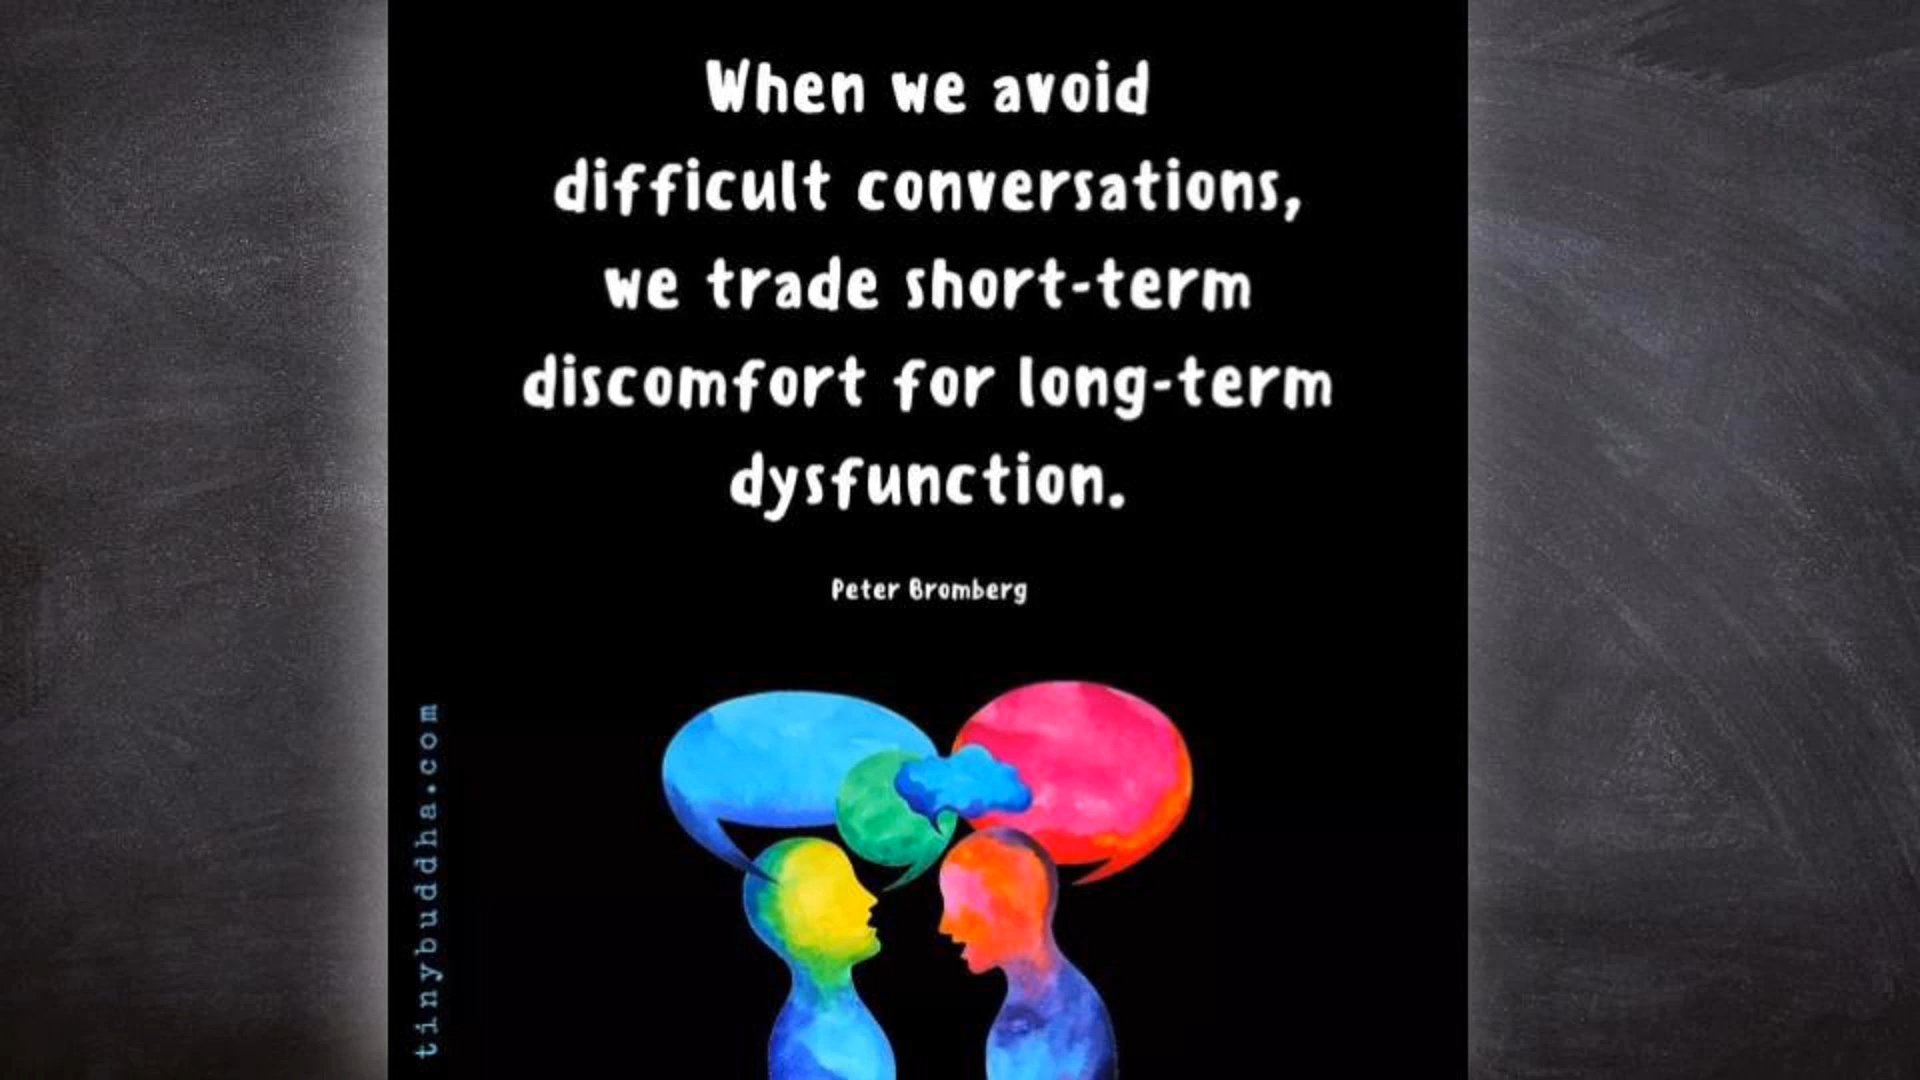 When we avoid
difficult conversations,
we trade short-term
discomfort for long-term
dysfunction.
Peter Bromberg
tinybuddha.com